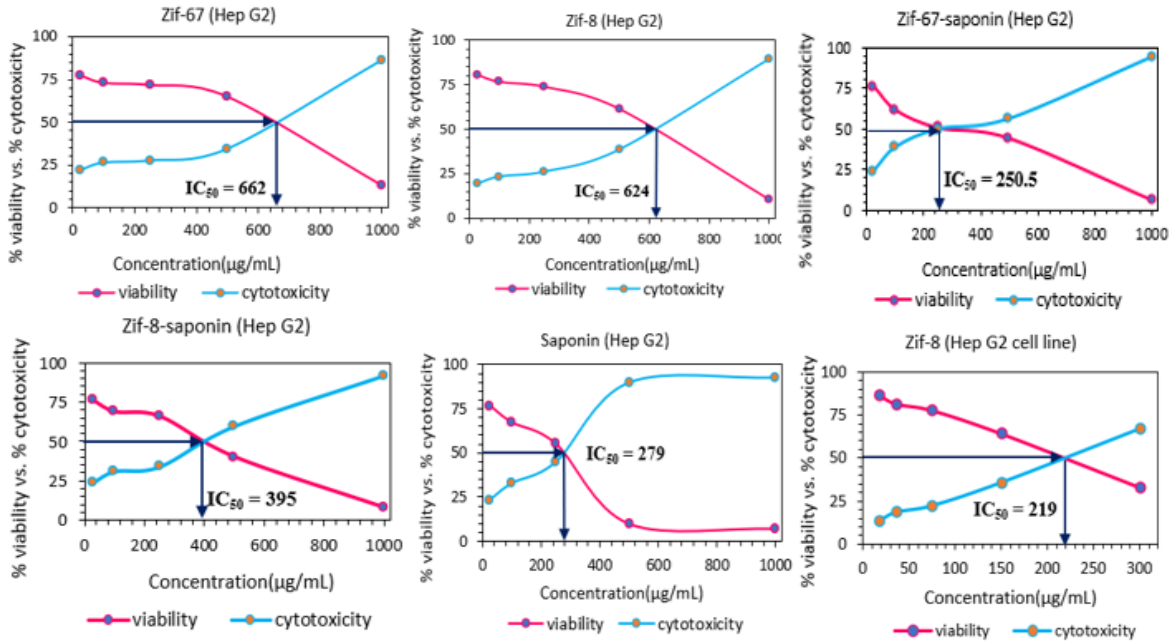 Zif-67 (Hep G2)
% viability vs. % cytotoxicity
100
75
50
25
0
IC50 = 662
0 200 400 600 800 1000
Concentration(µg/mL)
viability cytotoxicity
Zif-8 (Hep G2)
% viability vs. % cytotoxicity
100
75
50
25
0
IC50 = 624
0 200 400 600 800 1000
Concentration(µg/mL)
viability cytotoxicity
Zif-67-saponin (Hep G2)
% viability vs. % cytotoxicity
100
75
50
25
0
IC50 = 250.5
0 200 400 600 800 1000
Concentration(µg/mL)
viability cytotoxicity
Zif-8-saponin (Hep G2)
% viability vs. % cytotoxicity
100
75
50
25
0
IC50 = 395
0 200 400 600 800 1000
Concentration(µg/mL)
viability cytotoxicity
Saponin (Hep G2)
% viability vs. % cytotoxicity
100
75
50
25
0
IC50 = 279
0 200 400 600 800 1000
Concentration(µg/mL)
viability cytotoxicity
Zif-8 (Hep G2 cell line)
% viability vs. % cytotoxicity
100
75
50
25
0
IC50 = 219
0 50 100 150 200 250 300
Concentration(µg/mL)
viability cytotoxicity